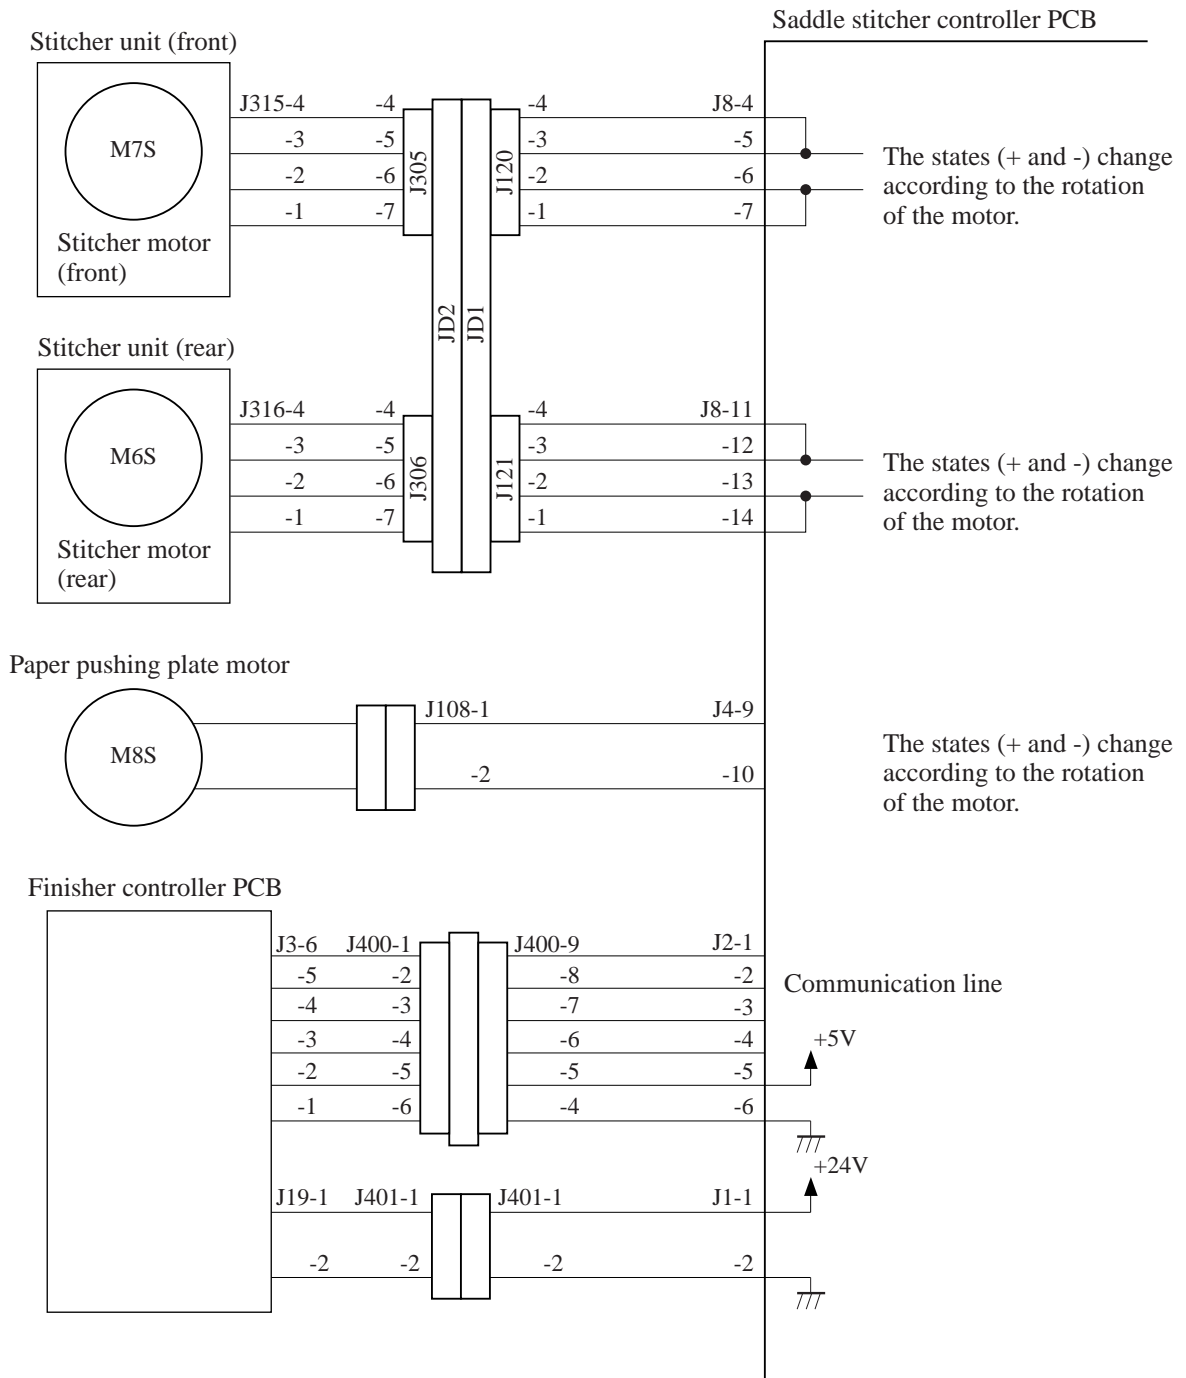 Saddle stitcher controller PCB
Stitcher unit (front)
M7S
Stitcher motor
(front)
J315-4 -4 -4 J8-4
-3 -5 -3 -5
-2 -6 -2 -6
-1 -7 -1 -7
J305
J120
The states (+ and -) change
according to the rotation
of the motor.
JD2
JD1
Stitcher unit (rear)
M6S
Stitcher motor
(rear)
J316-4 -4 -4 J8-11
-3 -5 -3 -12
-2 -6 -2 -13
-1 -7 -1 -14
J306
J121
The states (+ and -) change
according to the rotation
of the motor.
Paper pushing plate motor
M8S
J108-1 J4-9
-2 -10
The states (+ and -) change
according to the rotation
of the motor.
Finisher controller PCB
J3-6 J400-1 J400-9 J2-1
-5 -2 -8 -2
-4 -3 -7 -3
-3 -4 -6 -4
-2 -5 -5 -5
-1 -6 -4 -6
Communication line
+5V
+24V
J19-1 J401-1 J401-1 J1-1
-2 -2 -2 -2